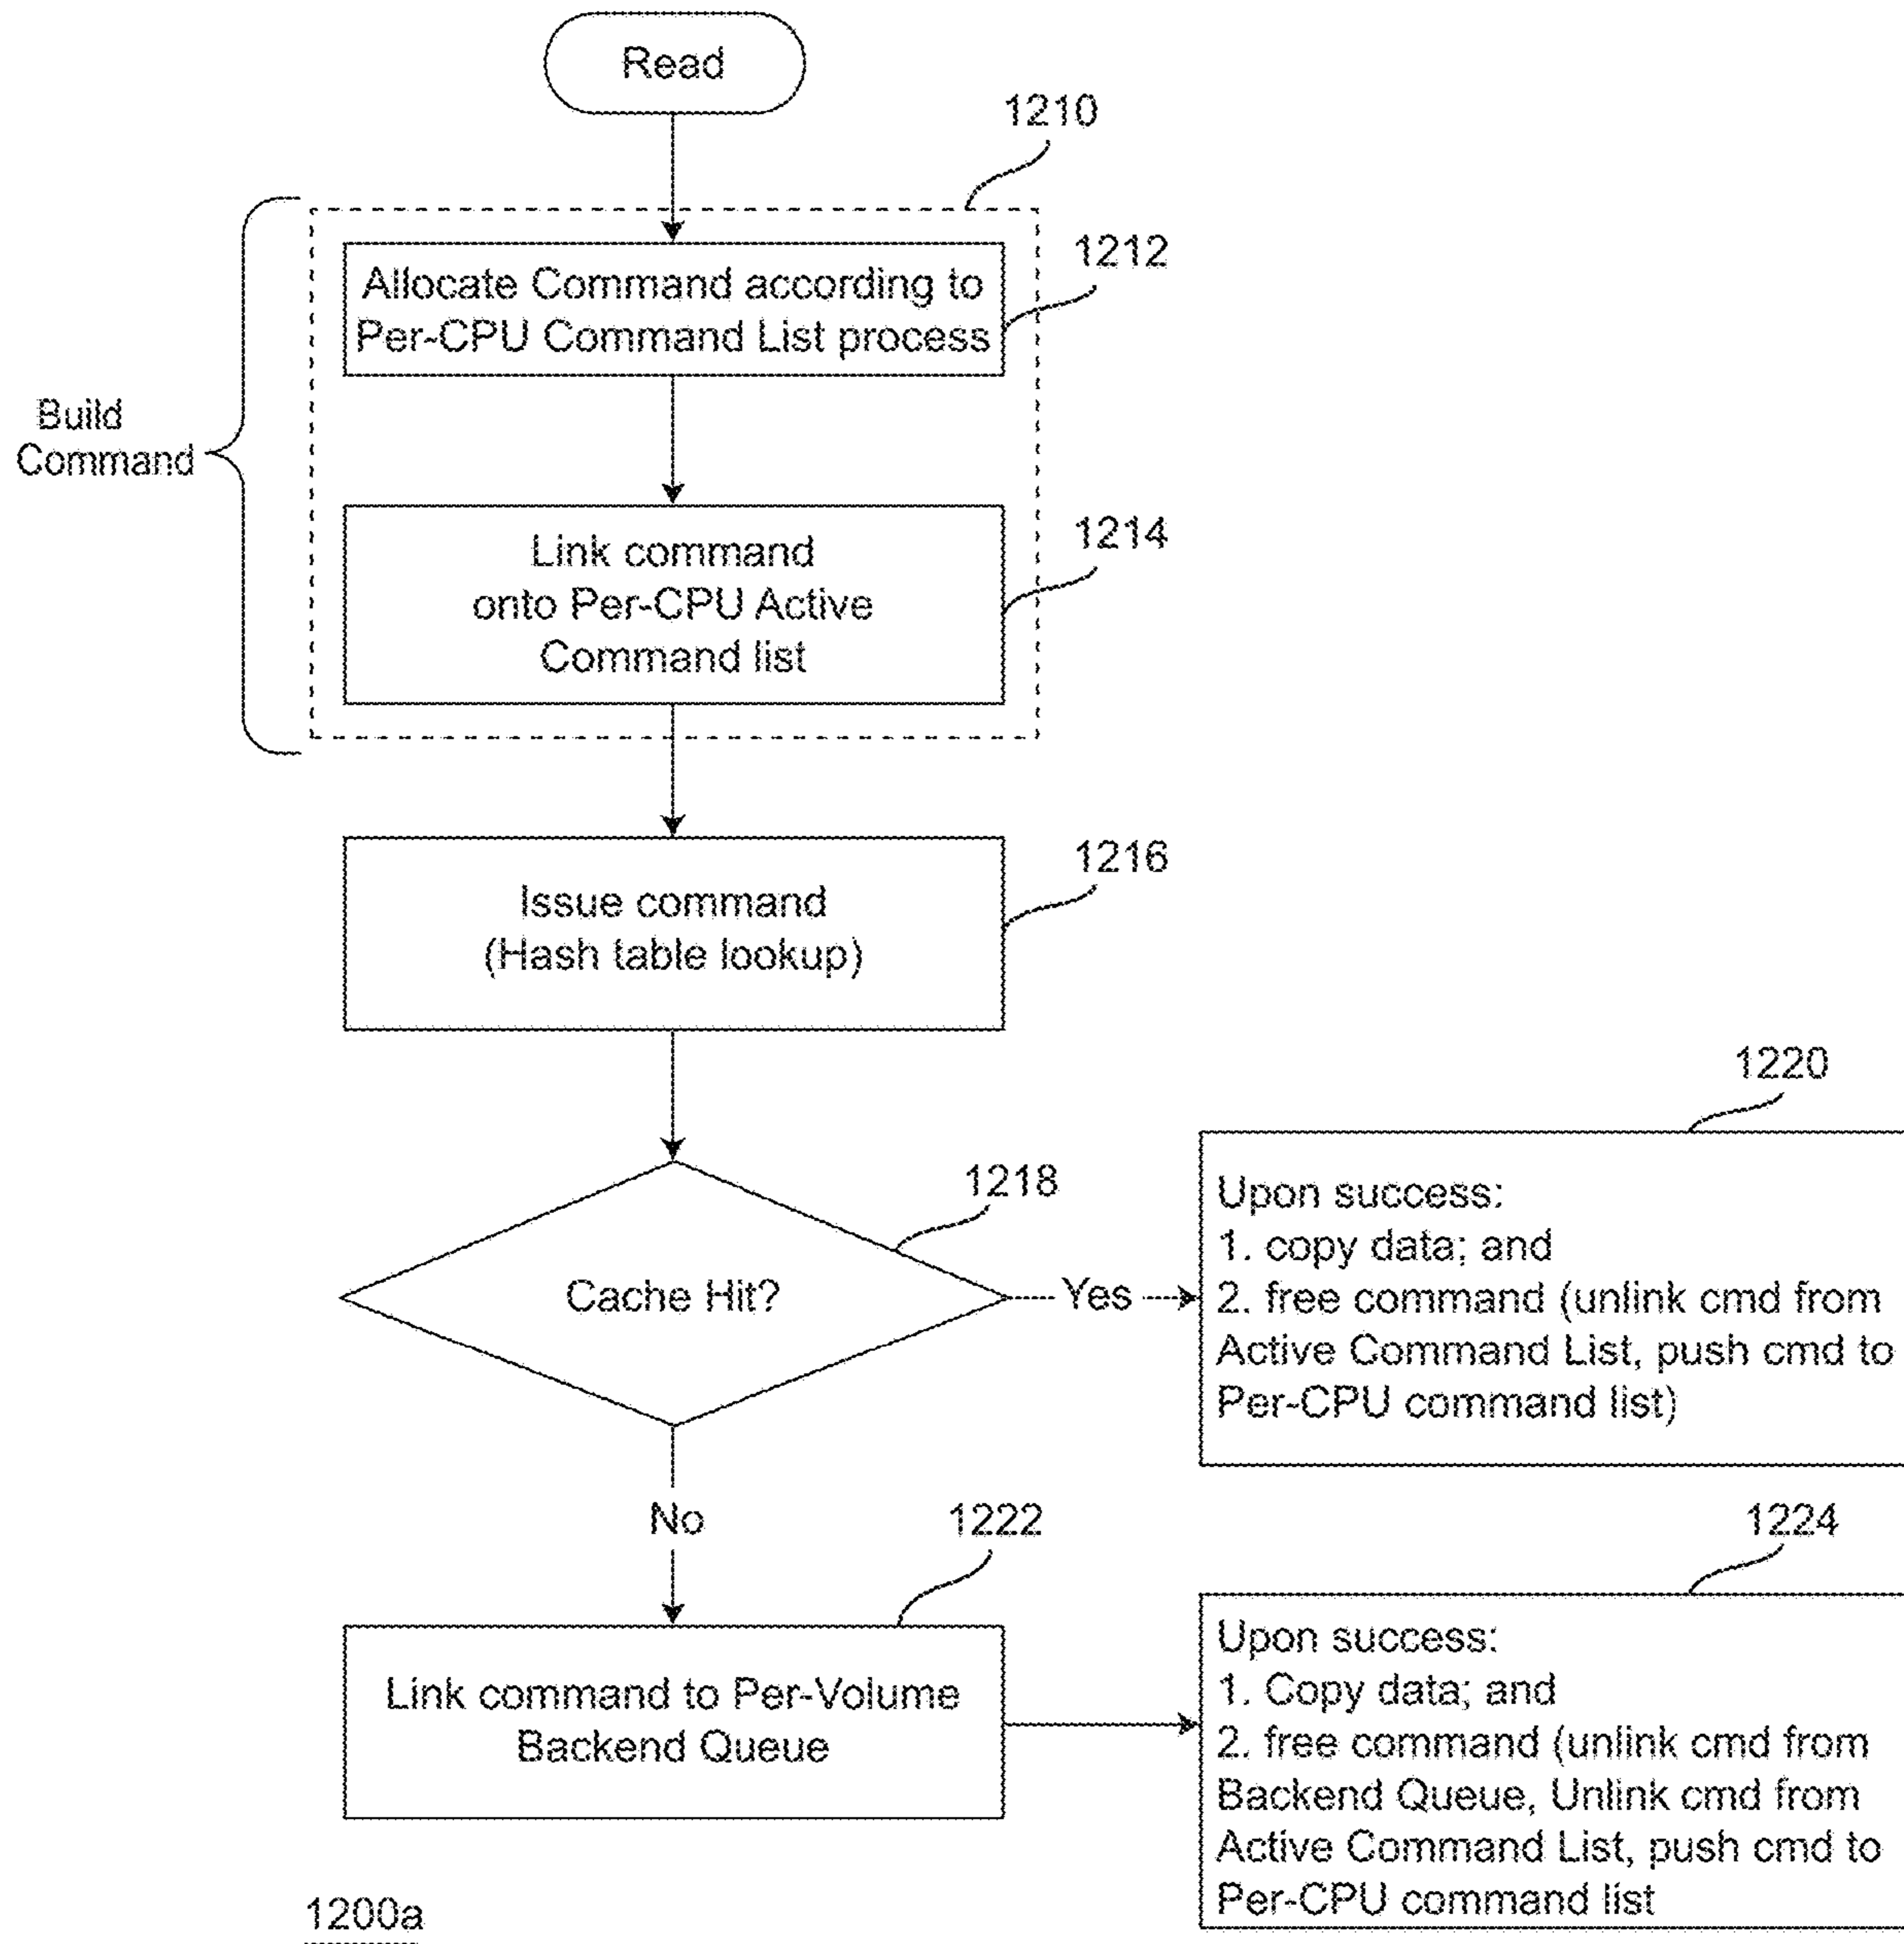 Read
1210
1212
Allocate Command according to
Per-CPU Command List process
Build
Command
1214
Link command
onto Per-CPU Active
Command list
1216
Issue command
(Hash table lookup)
1220
1218
Cache Hit?
Yes
Upon success:
1. copy data; and
2. free command (unlink cmd from
Active Command List, push cmd to
Per-CPU command list)
No
1222
1224
Link command to Per-Volume
Backend Queue
Upon success:
1. Copy data; and
2. free command (unlink cmd from
Backend Queue, Unlink cmd from
Active Command List, push cmd to
Per-CPU command list
1200a